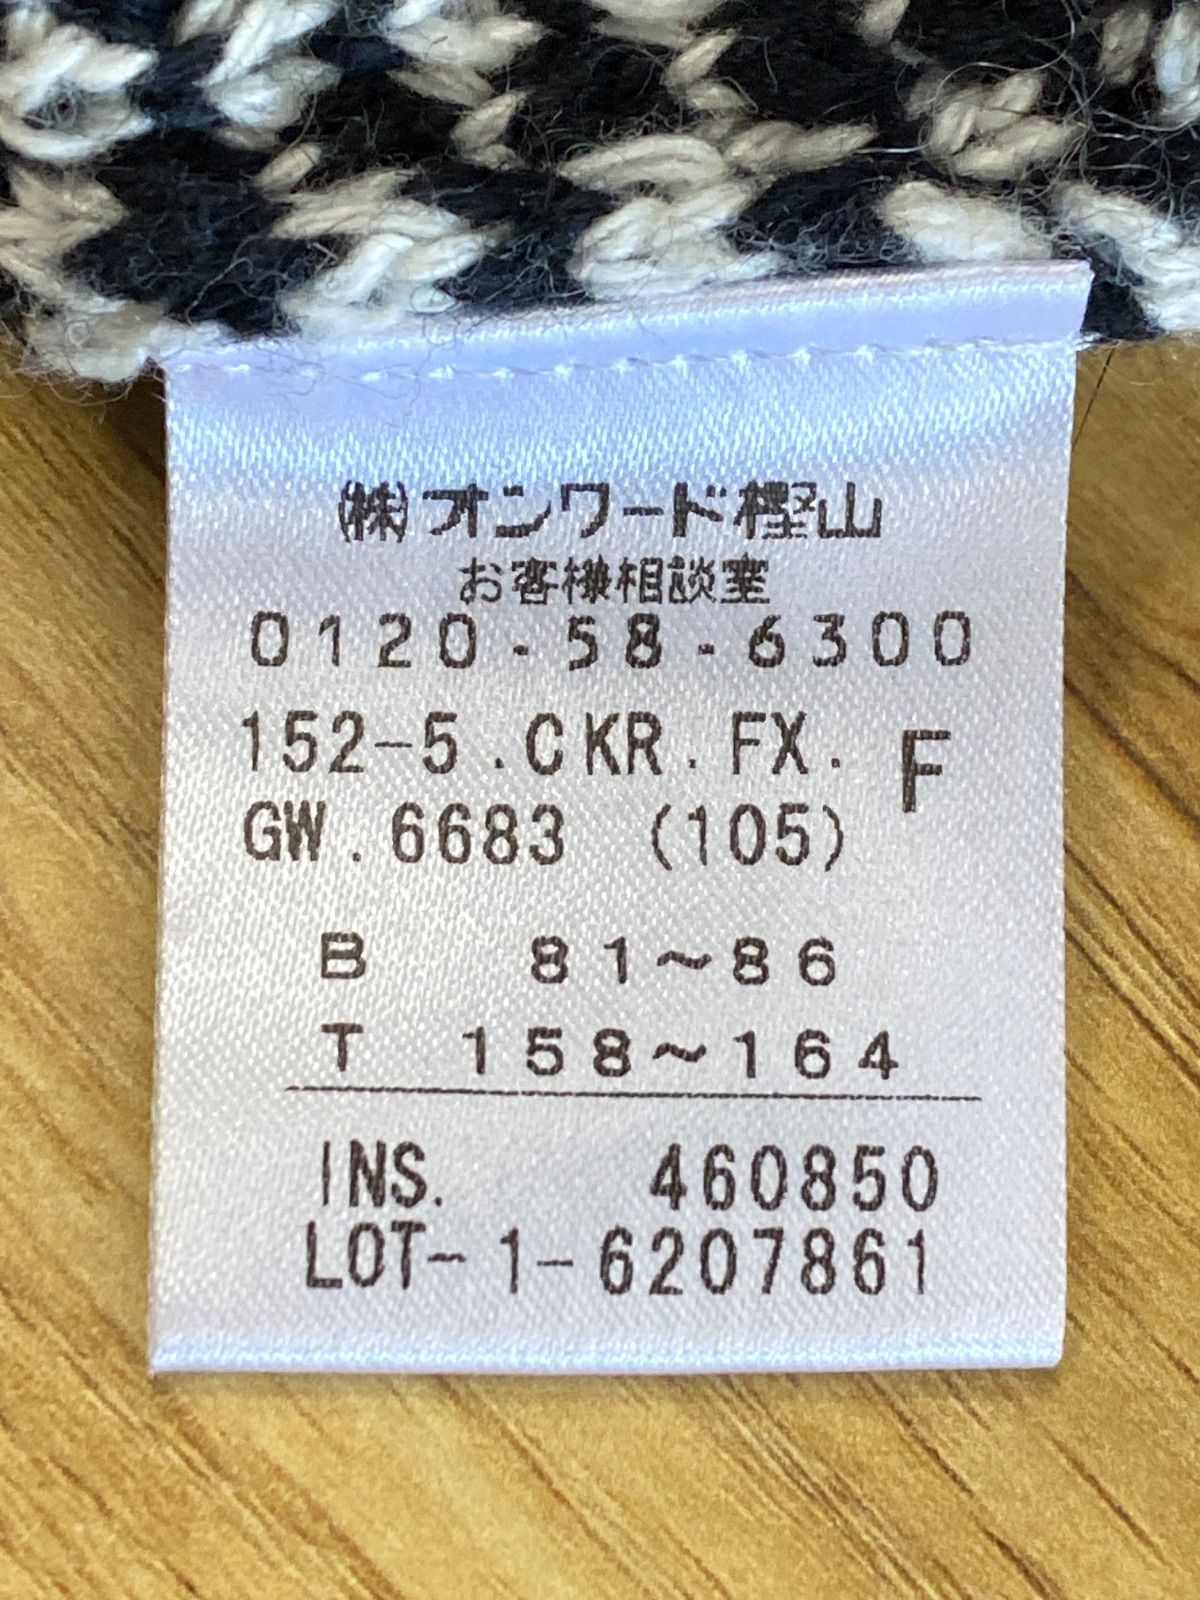 ㈱オンワード樫山
お客様相談室
0120-58-6300
152-5.CKR.FX. F
GW.6683 (105)
B 81~86
T 158~164
INS. 460850
LOT-1-6207861